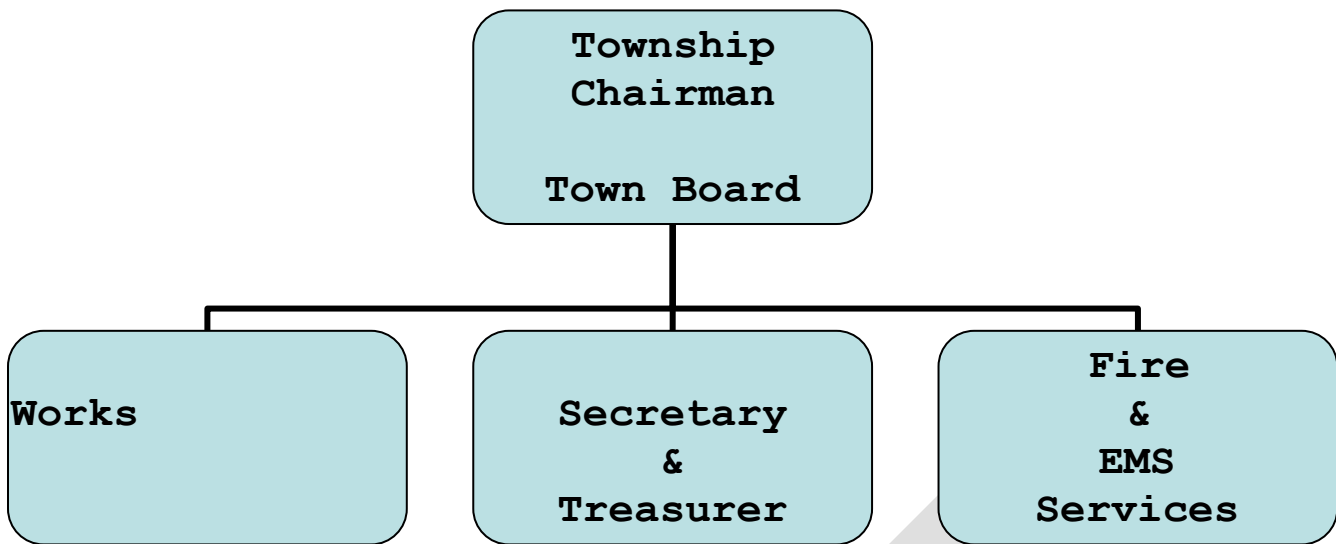 Township
Chairman
Town Board
Works
Secretary
&
Treasurer
Fire
&
EMS
Services